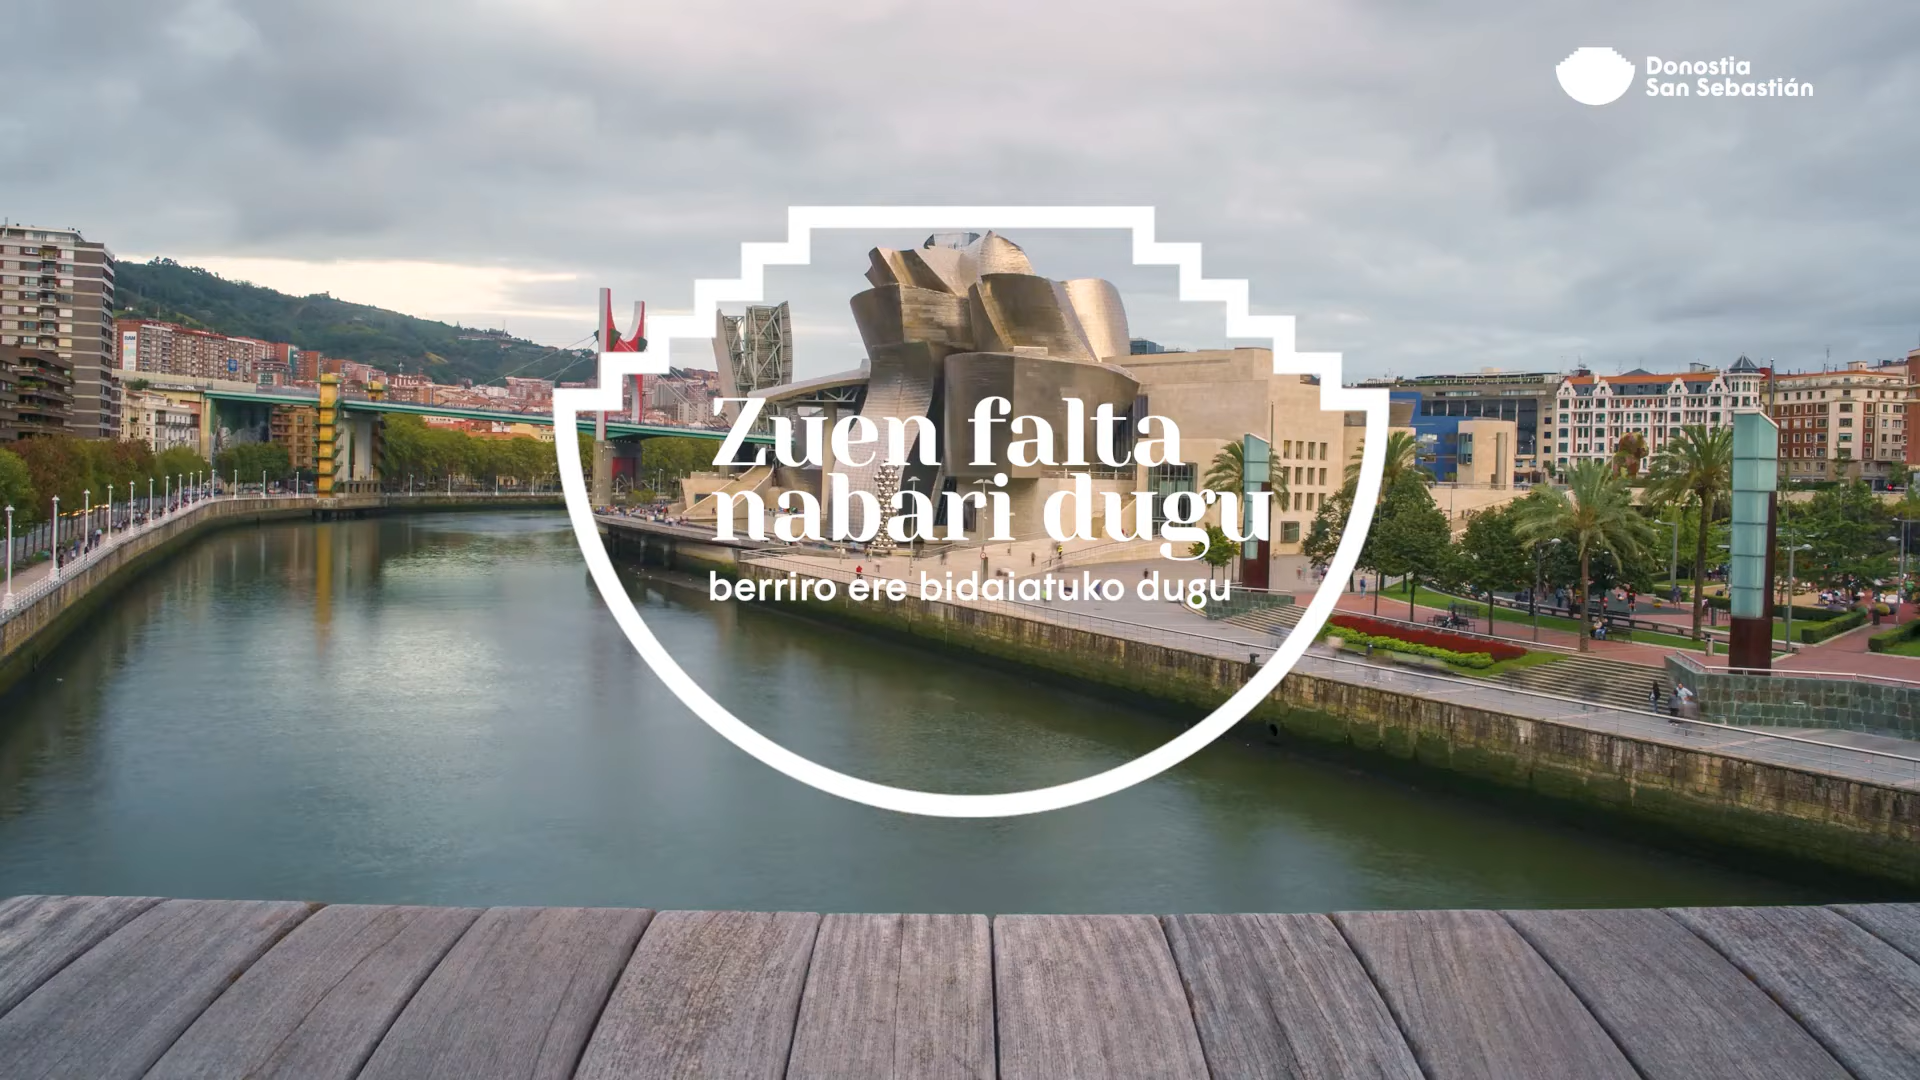 Donostia
San Sebastián
Zuen falta
nabari dugu
berriro ere bidaiatuko dugu